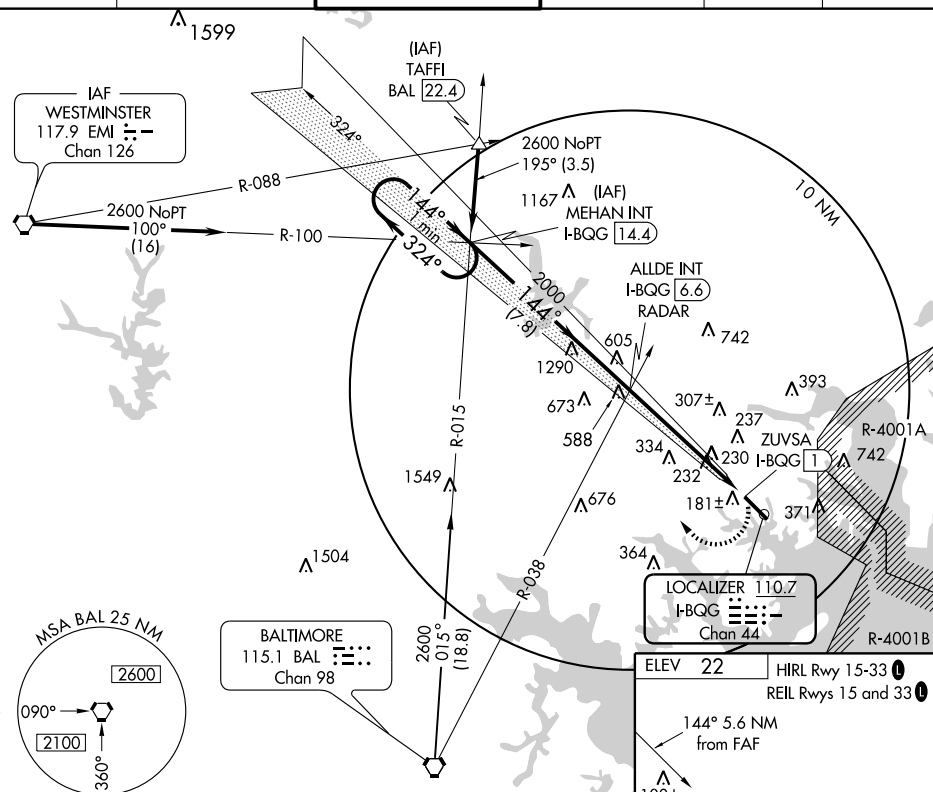 1599
(IAF)
TAFFI
BAL 22.4
IAF
WESTMINSTER
117.9 EMI
Chan 126
324°
2600 NoPT
195° (3.5)
R-088
1167
(IAF)
MEHAN INT
I-BQG 14.4
10 NM
2600 NoPT
100°
(16)
R-100
144°
1 min
324°
2000
144°
(7.8)
ALLDE INT
I-BQG 6.6
RADAR
742
605
1290
673
588
393
307±
237
R-4001A
ZUVSA
I-BQG 1
742
334
230
232
R-015
1549
181±
371
676
R-038
1504
364
LOCALIZER 110.7
I-BQG
Chan 44
R-4001B
MSA BAL 25 NM
2600
090°
2100
360°
BALTIMORE
115.1 BAL
Chan 98
2600
015°
(18.8)
ELEV 22
HIRL Rwy 15-33 L
REIL Rwys 15 and 33 L
144° 5.6 NM
from FAF